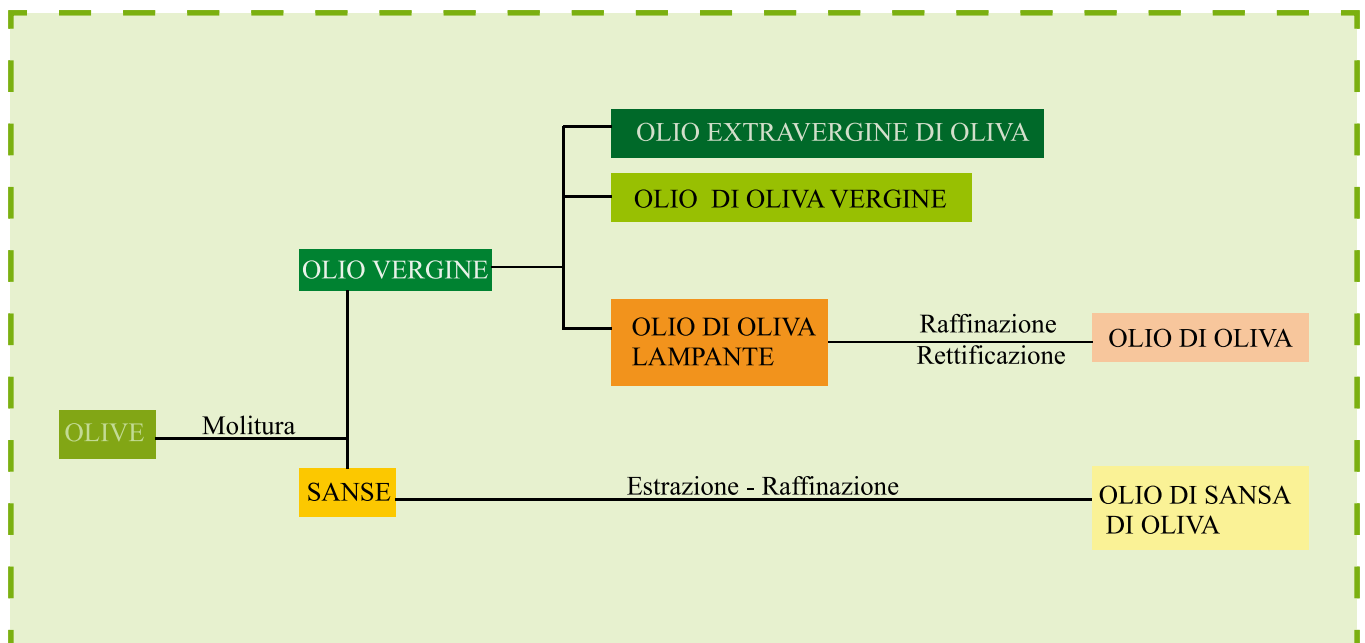 OLIO EXTRAVERGINE DI OLIVA
OLIO DI OLIVA VERGINE
OLIO VERGINE
OLIO DI OLIVA
LAMPANTE
Raffinazione
Rettificazione
OLIO DI OLIVA
OLIVE
Molitura
SANSE
Estrazione - Raffinazione
OLIO DI SANSA
DI OLIVA